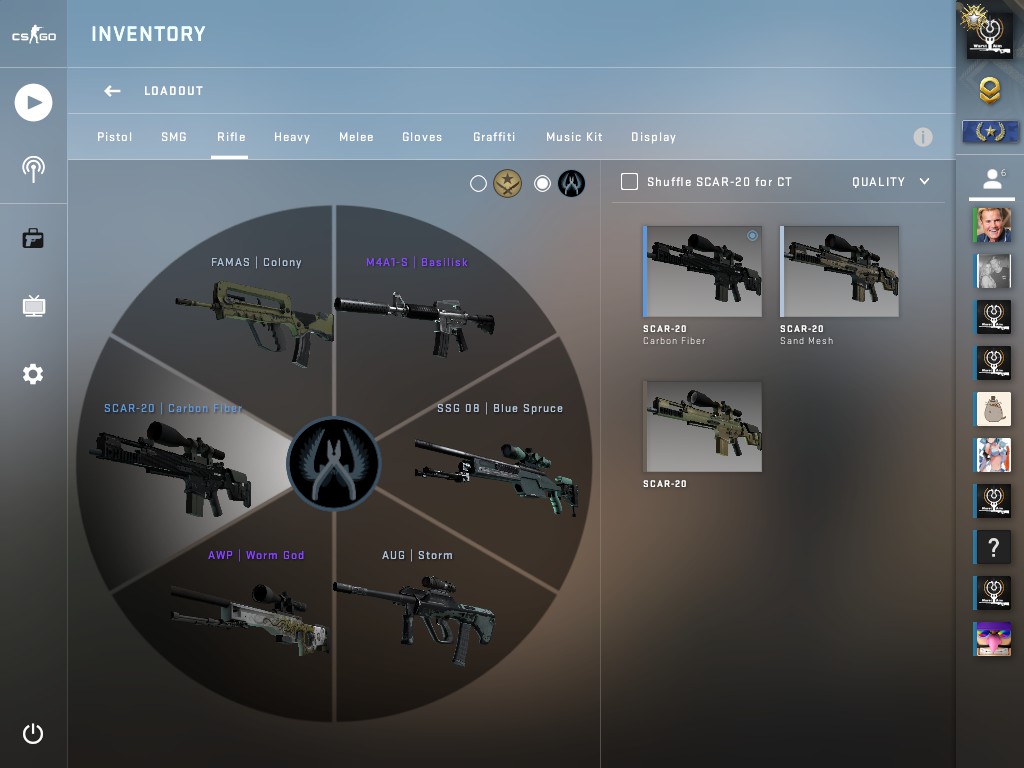 CS GO
INVENTORY
LOADOUT
Pistol SMG Rifle Heavy Melee Gloves Graffiti Music Kit Display
Shuffle SCAR-20 for CT QUALITY
6
FAMAS | Colony
M4A1-S | Basilisk
SCAR-20 | Carbon Fiber
SSG 08 | Blue Spruce
AWP | Worm God
AUG | Storm
SCAR-20
Carbon Fiber
SCAR-20
Sand Mesh
SCAR-20
?